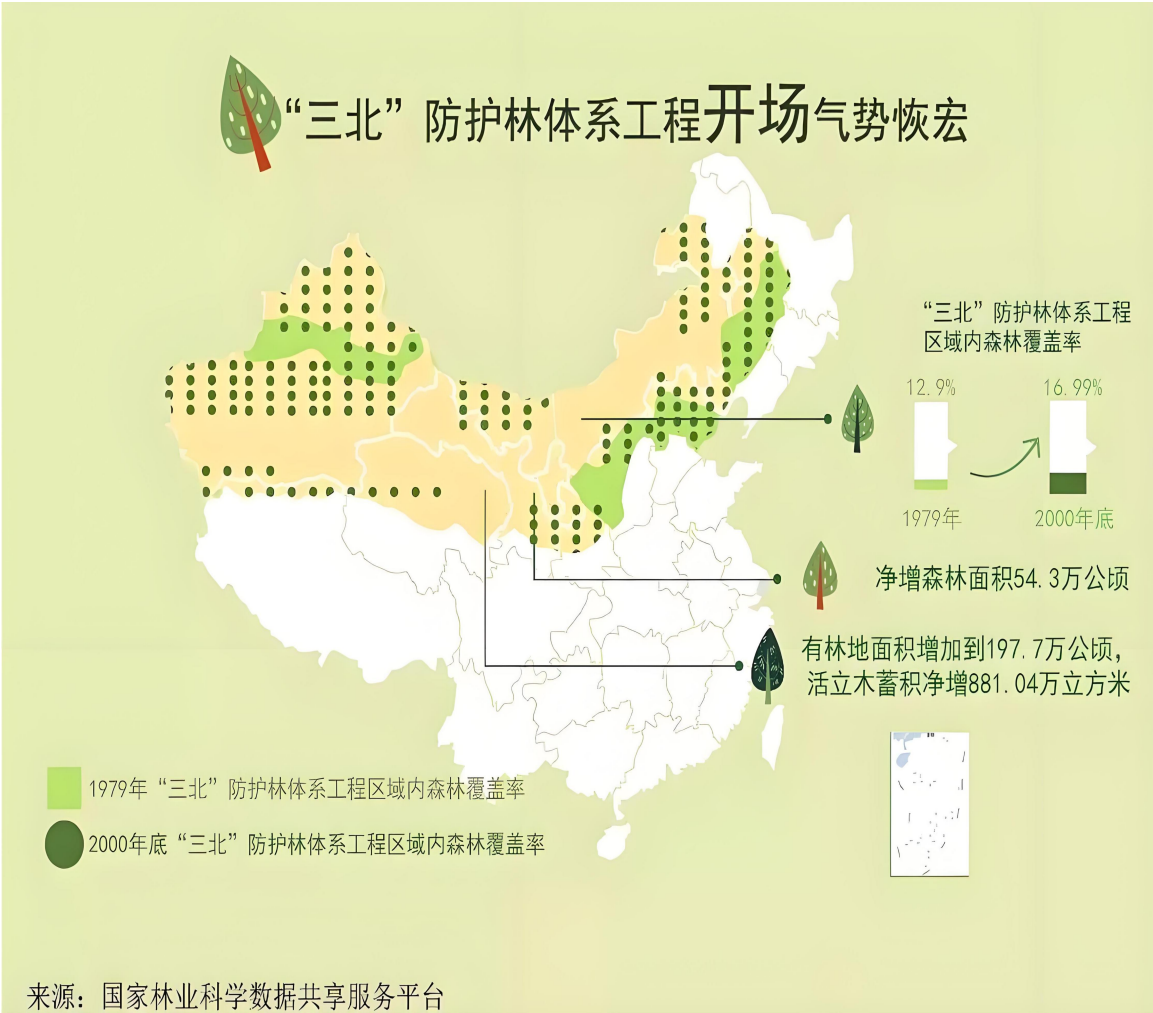 “三北”防护林体系工程开场气势恢宏
“三北”防护林体系工程
区域内森林覆盖率
12.9%
16.99%
1979年
2000年底
净增森林面积54.3万公顷
有林地面积增加到197.7万公顷，
活立木蓄积净增881.04万立方米
1979年“三北”防护林体系工程区域内森林覆盖率
2000年底“三北”防护林体系工程区域内森林覆盖率
来源：国家林业科学数据共享服务平台